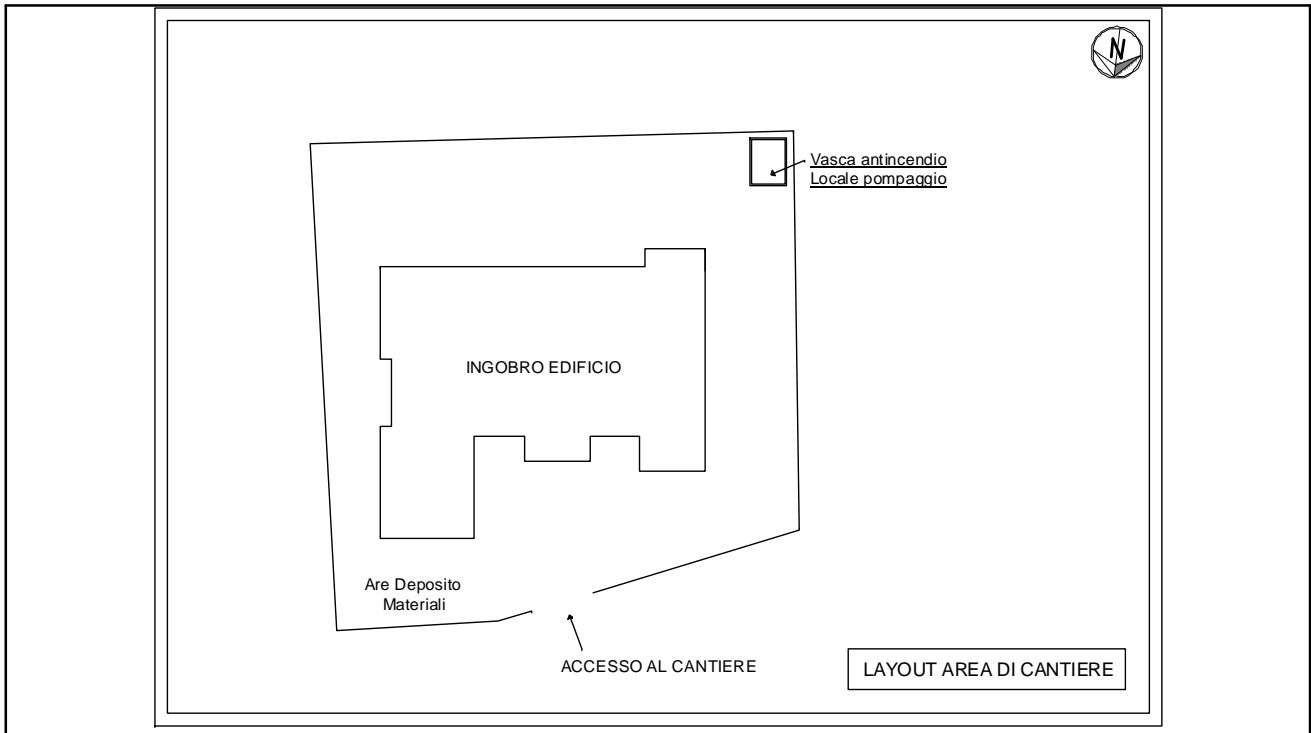 N
Vasca antincendio
Locale pompaggio
INGOBRO EDIFICIO
Are Deposito
Materiali
ACCESSO AL CANTIERE
LAYOUT AREA DI CANTIERE